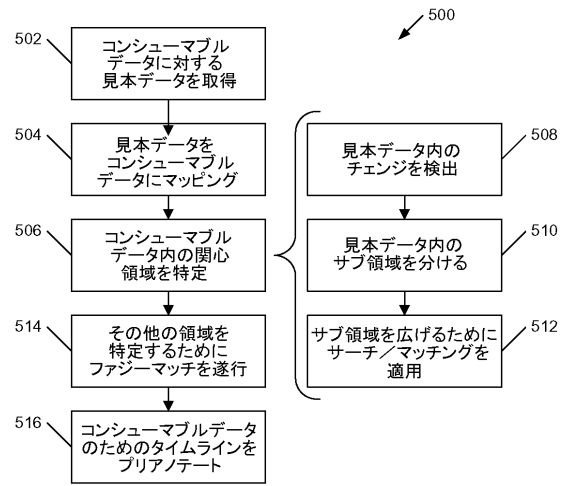 500
502
コンシューマブル
データに対する
見本データを取得
504
見本データを
コンシューマブル
データにマッピング
506
コンシューマブル
データ内の関心
領域を特定
508
見本データ内の
チェンジを検出
510
見本データ内の
サブ領域を分ける
512
サブ領域を広げるために
サーチ／マッチングを
適用
514
その他の領域を
特定するために
ファジーマッチを遂行
516
コンシューマブルデータ
のためのタイムラインを
プリアノテート